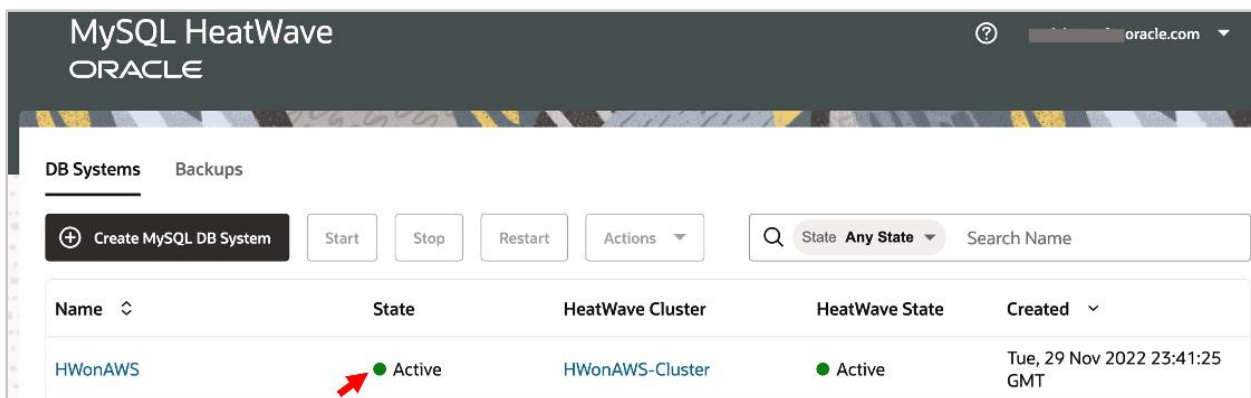 MySQL HeatWave
ORACLE
oracle.com
DB Systems
Backups
Create MySQL DB System
Start
Stop
Restart
Actions
State Any State
Search Name
Name
State
HeatWave Cluster
HeatWave State
Created
HWonAWS
Active
HWonAWS-Cluster
Active
Tue, 29 Nov 2022 23:41:25
GMT